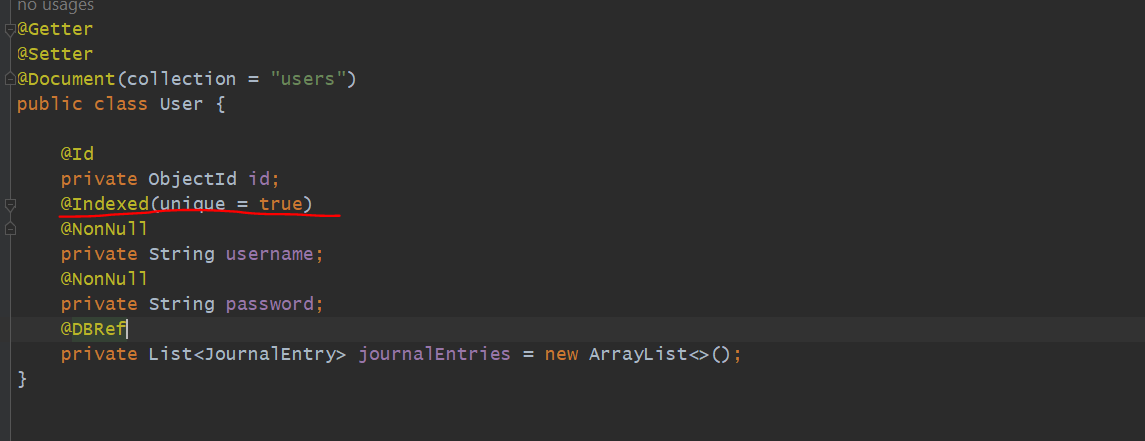 no usages
@Getter
@Setter
@Document(collection = "users")
public class User {
@Id
private ObjectId id;
@Indexed(unique = true)
@NonNull
private String username;
@NonNull
private String password;
@DBRef
private List<JournalEntry> journalEntries = new ArrayList<>();
}